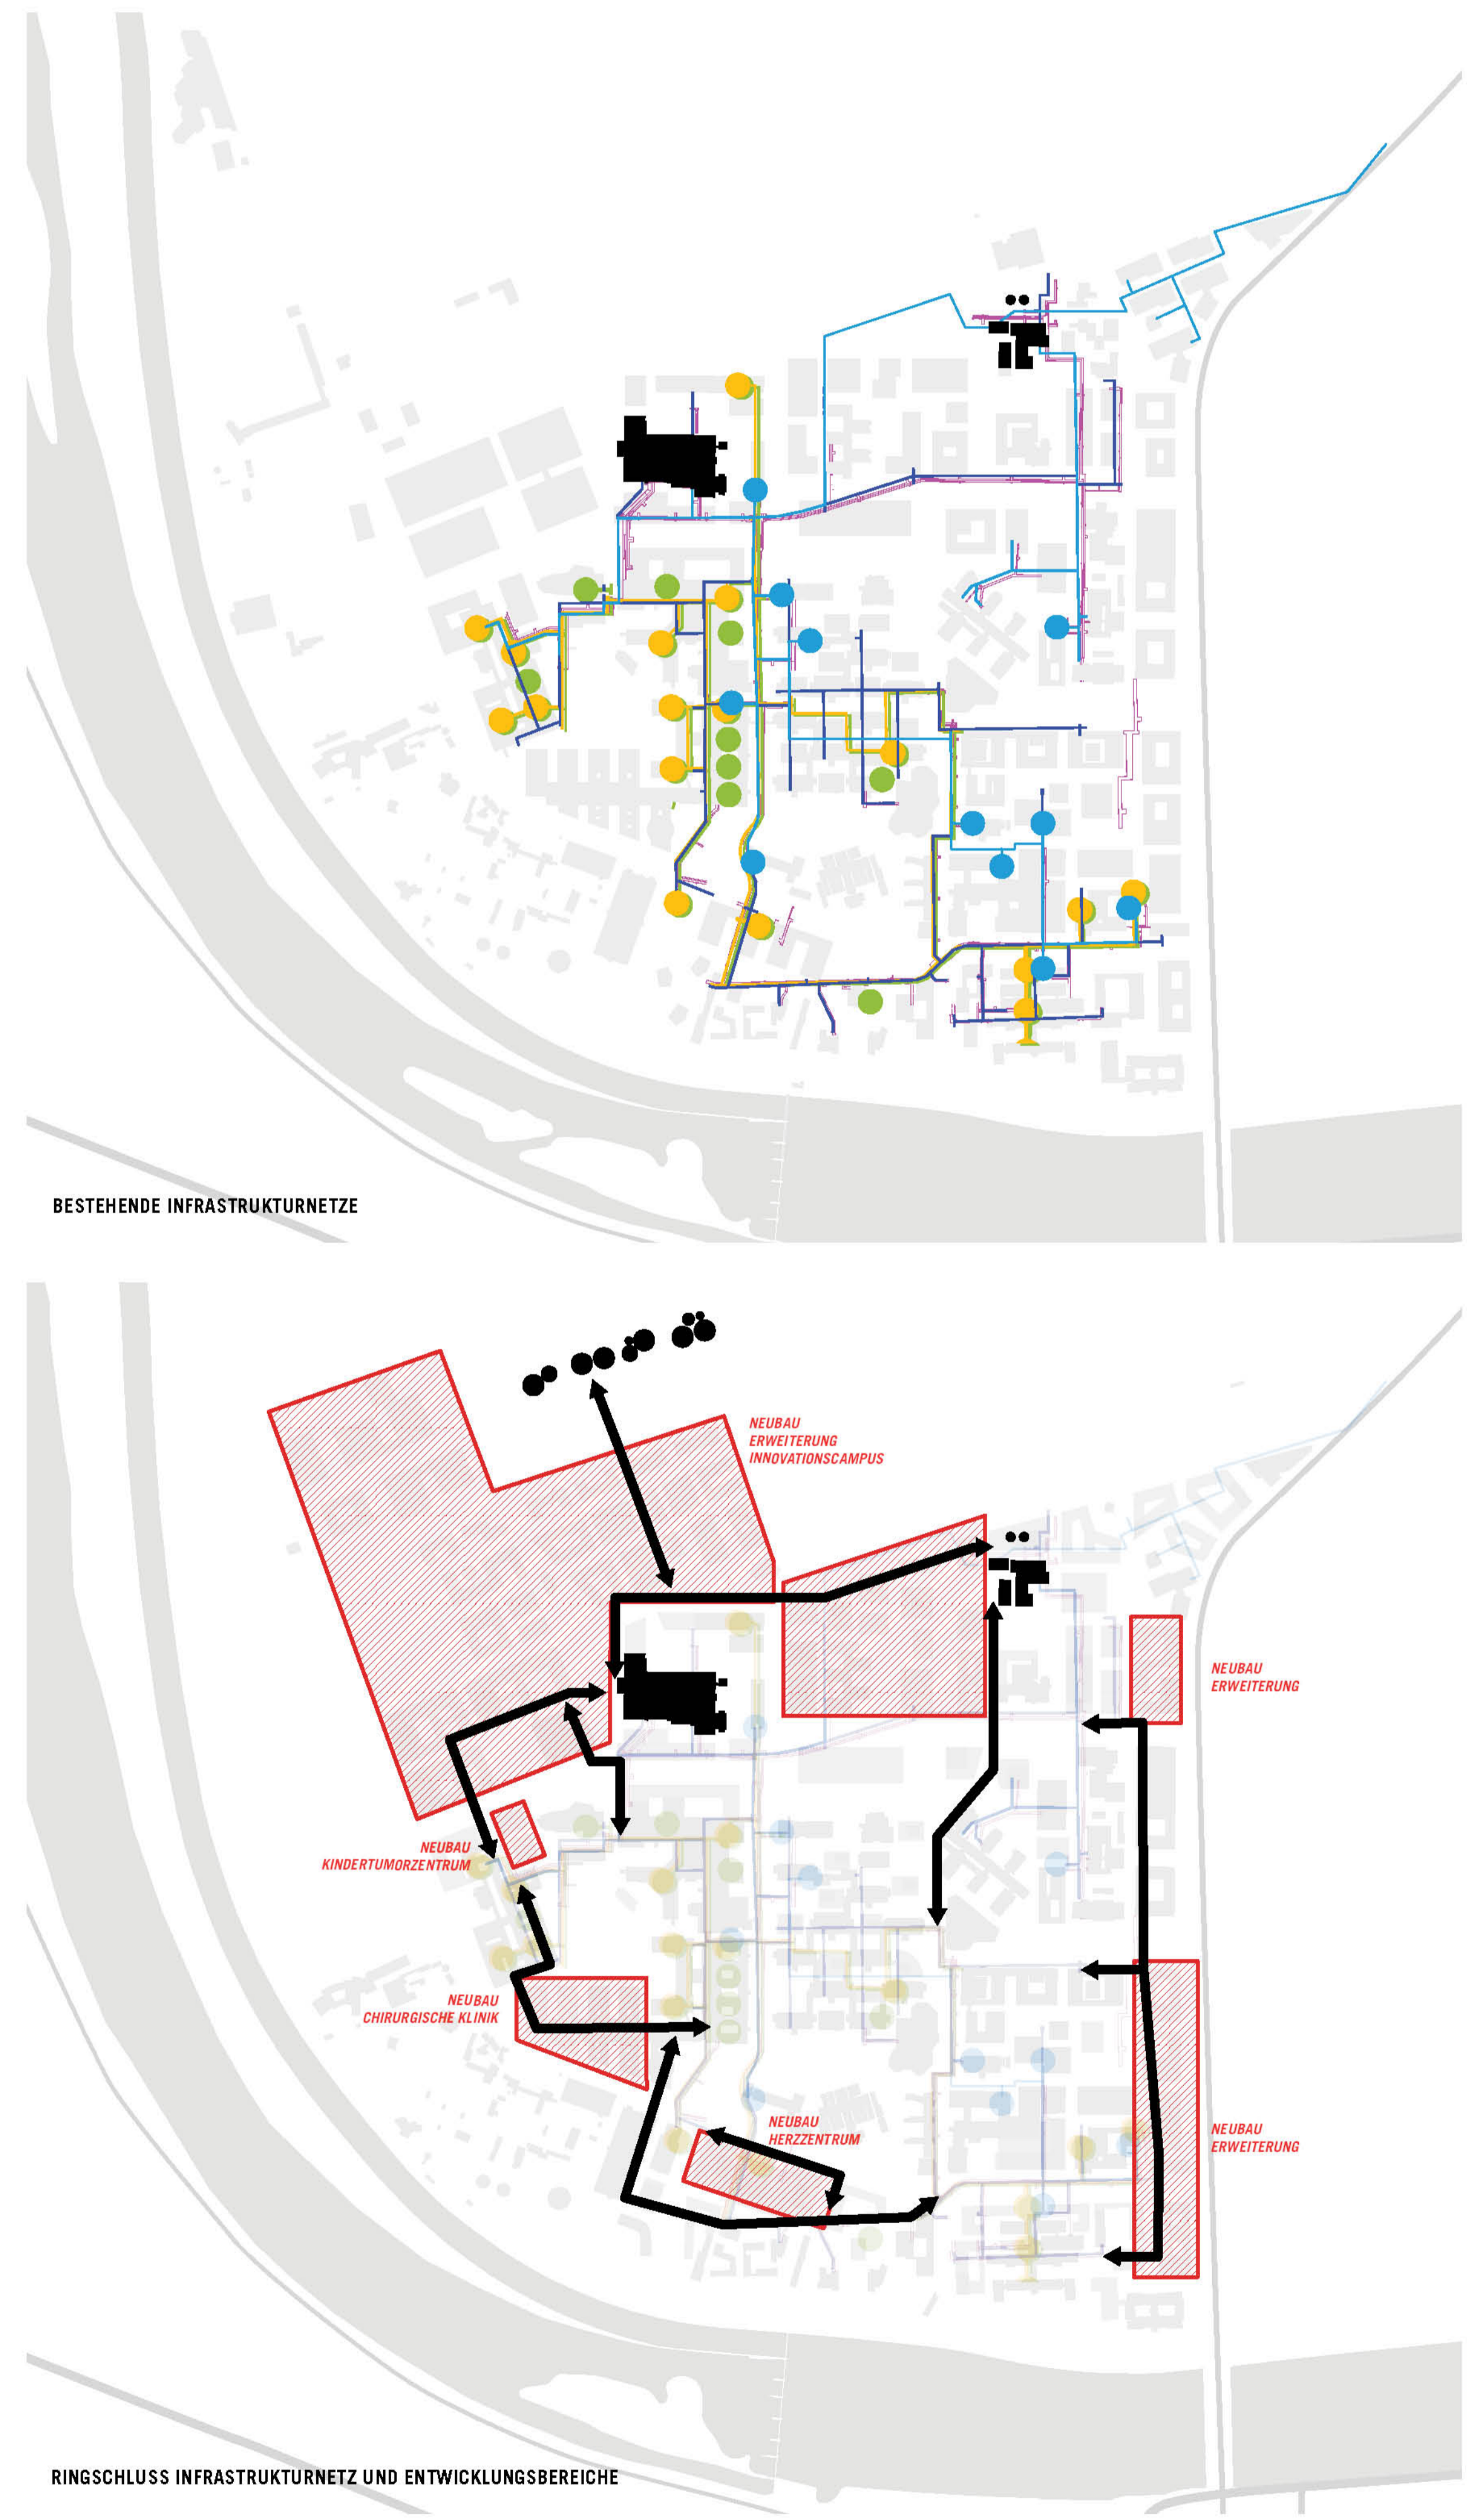 BESTEHENDE INFRASTRUKTURNETZE
NEUBAU
ERWEITERUNG
INNOVATIONSCAMPUS
NEUBAU
ERWEITERUNG
NEUBAU
KINDERTUMORZENTRUM
NEUBAU
CHIRURGISCHE KLINIK
NEUBAU
HERZZENTRUM
NEUBAU
ERWEITERUNG
RINGSCHLUSS INFRASTRUKTURNETZ UND ENTWICKLUNGSBEREICHE